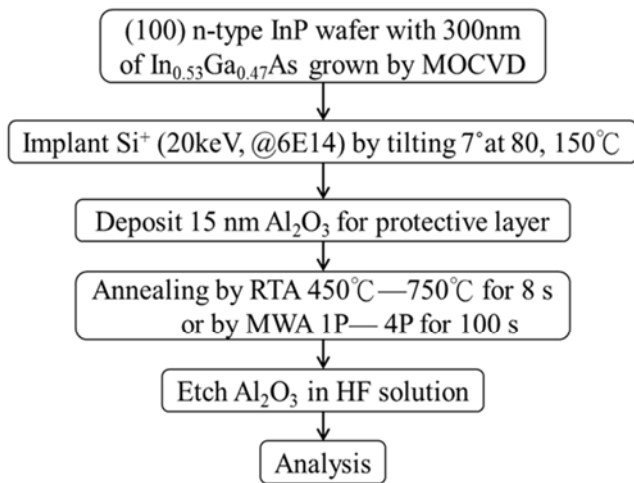 (100) n-type InP wafer with 300nm
of In₀.₅₃Ga₀.₄₇As grown by MOCVD
Implant Si⁺ (20keV, @6E14) by tilting 7˚at 80, 150℃
Deposit 15 nm Al₂O₃ for protective layer
Annealing by RTA 450℃—750℃ for 8 s
or by MWA 1P— 4P for 100 s
Etch Al₂O₃ in HF solution
Analysis